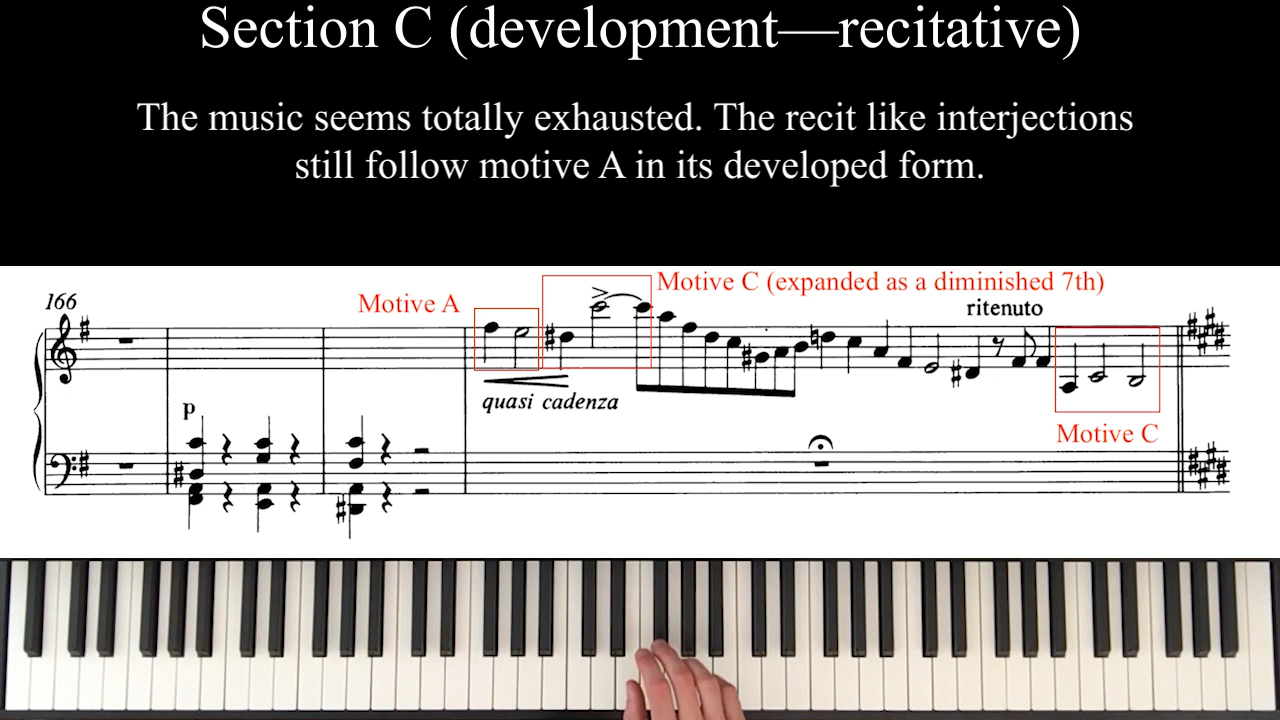 Section C (development—recitative)
The music seems totally exhausted. The recit like interjections
still follow motive A in its developed form.
166
Motive A
Motive C (expanded as a diminished 7th)
ritenuto
p
quasi cadenza
Motive C